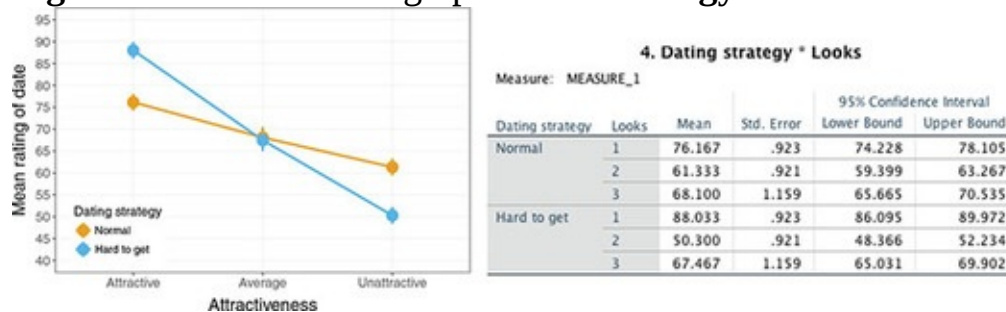 95
90
85
80
75
70
65
60
55
50
45
40
Mean rating of date
Dating strategy
Normal
Hard to get
Attractive Average Unattractive
Attractiveness
4. Dating strategy * Looks
Measure: MEASURE_1
95% Confidence Interval
Dating strategy Looks Mean Std. Error Lower Bound Upper Bound
Normal 1 76.167 .923 74.228 78.105
2 61.333 .921 59.399 63.267
3 68.100 1.159 65.665 70.535
Hard to get 1 88.033 .923 86.095 89.972
2 50.300 .921 48.366 52.234
3 67.467 1.159 65.031 69.902